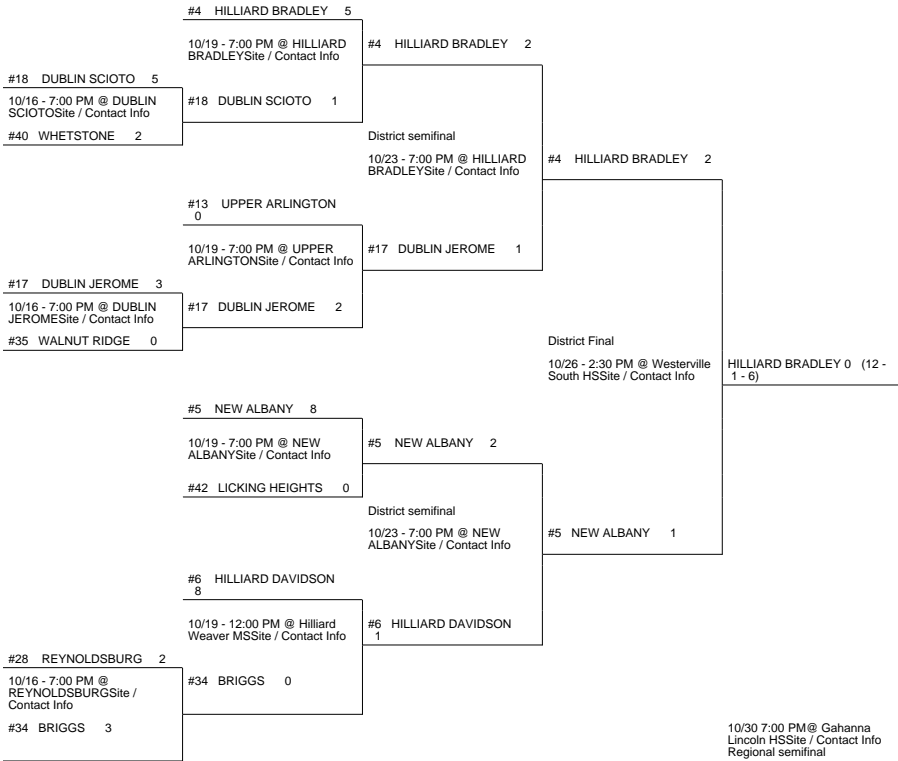 #4 HILLIARD BRADLEY 5
10/19 - 7:00 PM @ HILLIARD
BRADLEYSite / Contact Info
#4 HILLIARD BRADLEY 2
#18 DUBLIN SCIOTO 5
10/16 - 7:00 PM @ DUBLIN
SCIOTOSite / Contact Info
#18 DUBLIN SCIOTO 1
#40 WHETSTONE 2
District semifinal
10/23 - 7:00 PM @ HILLIARD
BRADLEYSite / Contact Info
#4 HILLIARD BRADLEY 2
#13 UPPER ARLINGTON
0
10/19 - 7:00 PM @ UPPER
ARLINGTONSite / Contact Info
#17 DUBLIN JEROME 1
#17 DUBLIN JEROME 3
10/16 - 7:00 PM @ DUBLIN
JEROMESite / Contact Info
#17 DUBLIN JEROME 2
#35 WALNUT RIDGE 0
District Final
10/26 - 2:30 PM @ Westerville
South HSSite / Contact Info
HILLIARD BRADLEY 0 (12 -
1 - 6)
#5 NEW ALBANY 8
10/19 - 7:00 PM @ NEW
ALBANYSite / Contact Info
#5 NEW ALBANY 2
#42 LICKING HEIGHTS 0
District semifinal
10/23 - 7:00 PM @ NEW
ALBANYSite / Contact Info
#5 NEW ALBANY 1
#6 HILLIARD DAVIDSON
8
10/19 - 12:00 PM @ Hilliard
Weaver MSSite / Contact Info
#6 HILLIARD DAVIDSON
1
#28 REYNOLDSBURG 2
10/16 - 7:00 PM @
REYNOLDSBURGSite /
Contact Info
#34 BRIGGS 0
#34 BRIGGS 3
10/30 7:00 PM@ Gahanna
Lincoln HSSite / Contact Info
Regional semifinal